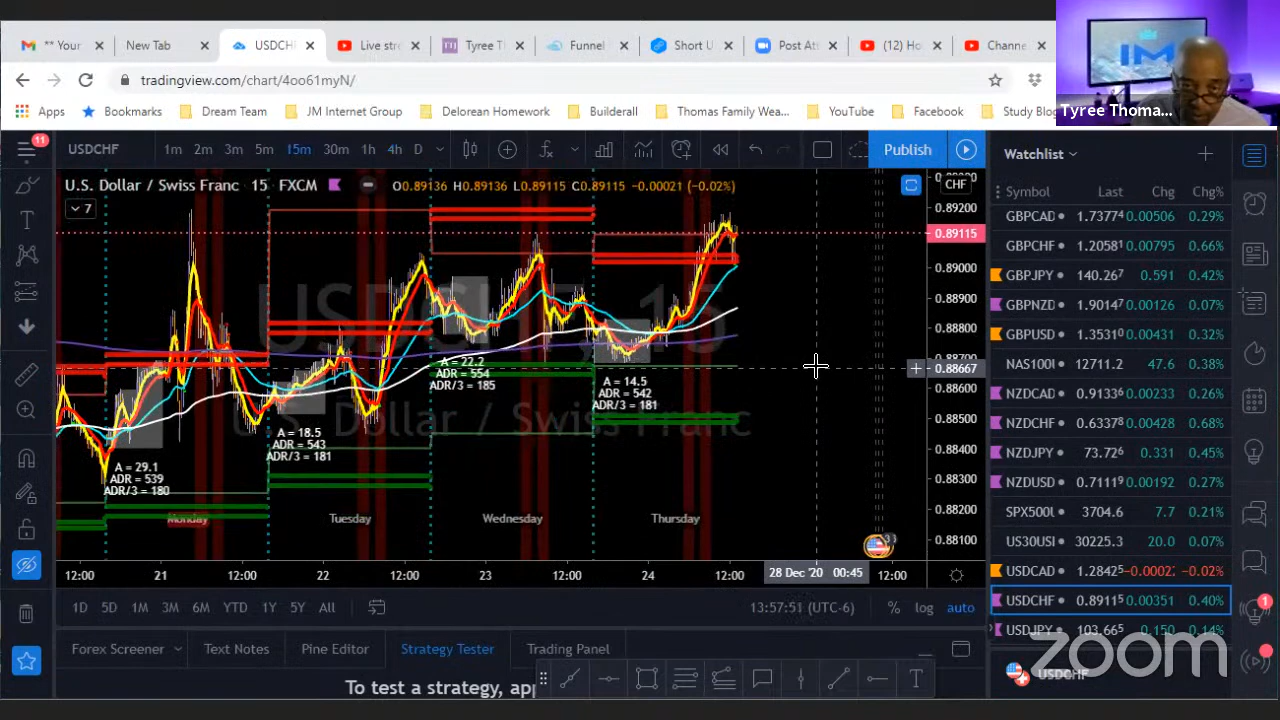 ** Your
New Tab
USDCHF
Live stre
Tyree T
Funnel
Short U
Post Att
(12) Ho
Channe
tradingview.com/chart/4oo61myN/
Apps
Bookmarks
Dream Team
JM Internet Group
Delorean Homework
Builderall
Thomas Family Wea...
YouTube
Facebook
Study Blog
IM
Tyree Thoma...
11
USDCHF
1m 2m 3m 5m 15m 30m 1h 4h D
Publish
Watchlist
U.S. Dollar / Swiss Franc 15 FXCM
O0.89136 H0.89136 L0.89115 C0.89115 −0.00021 (−0.02%)
7
CHF
Symbol Last Chg Chg%
GBPCAD 1.73774 0.00506 0.29%
GBPCHF 1.20581 0.00795 0.66%
GBPJPY 140.267 0.591 0.42%
GBPNZD 1.90147 0.00126 0.07%
GBPUSD 1.35310 0.00431 0.32%
NAS100 12711.2 47.6 0.38%
NZDCAD 0.91336 0.00232 0.26%
NZDCHF 0.63378 0.00428 0.68%
NZDJPY 73.726 0.331 0.45%
NZDUSD 0.71119 0.00192 0.27%
SPX500 3704.6 7.7 0.21%
US30US 30225.3 20.0 0.07%
USDCAD 1.28425 −0.0002 −0.02%
USDCHF 0.89115 0.00351 0.40%
USDJPY 103.665 0.150 0.14%
0.89200
0.89115
0.89000
0.88900
0.88800
0.88667
0.88600
0.88500
0.88400
0.88300
0.88200
0.88100
USDCHF, 15
U.S. Dollar / Swiss Franc
A = 29.1
ADR = 539
ADR/3 = 180
A = 18.5
ADR = 543
ADR/3 = 181
A = 22.2
ADR = 554
ADR/3 = 185
A = 14.5
ADR = 542
ADR/3 = 181
Monday
Tuesday
Wednesday
Thursday
12:00 21 12:00 22 12:00 23 12:00 24 12:00 28 Dec '20 00:45 12:00
1D 5D 1M 3M 6M YTD 1Y 5Y All
13:57:51 (UTC-6)
% log auto
Forex Screener
Text Notes
Pine Editor
Strategy Tester
Trading Panel
To test a strategy, app
1
USDCHF
zoom